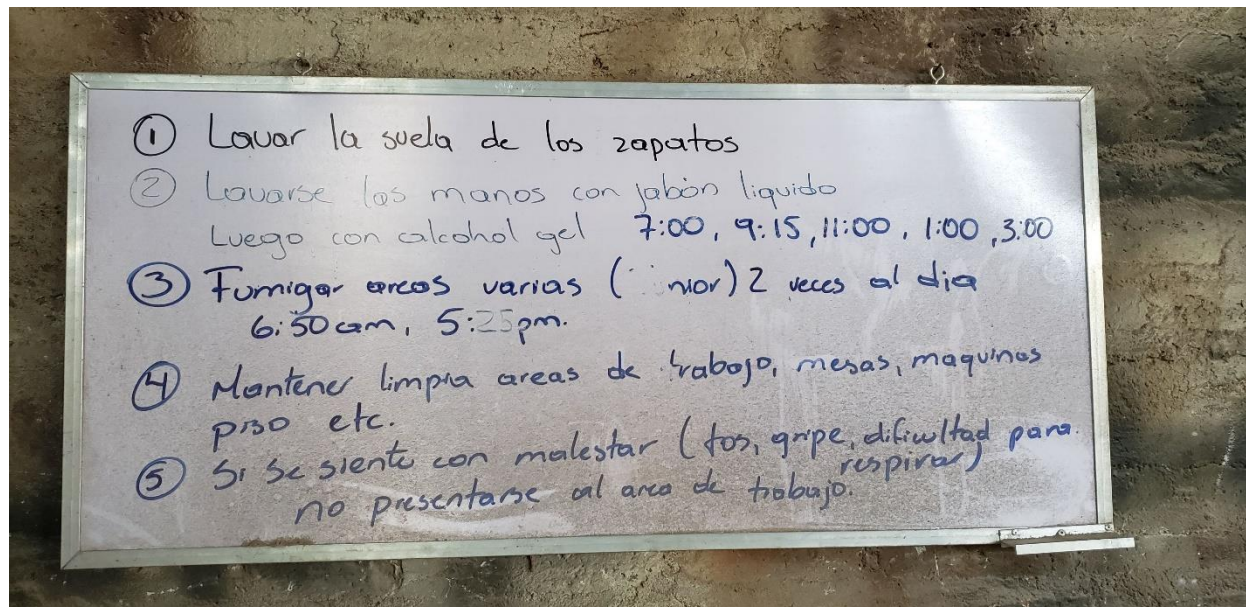 ① Lavar la suela de los zapatos
② Lavarse las manos con jabón liquido
Luego con alcohol gel 7:00, 9:15, 11:00, 1:00, 3:00
③ Fumigar areas varias ( ) 2 veces al dia
6:50 am, 5:25 pm.
④ Mantener limpia areas de trabajo, mesas, maquinas
piso etc.
⑤ Si se siente con malestar (tos, gripe, dificultad para
respirar)
no presentarse al area de trabajo.